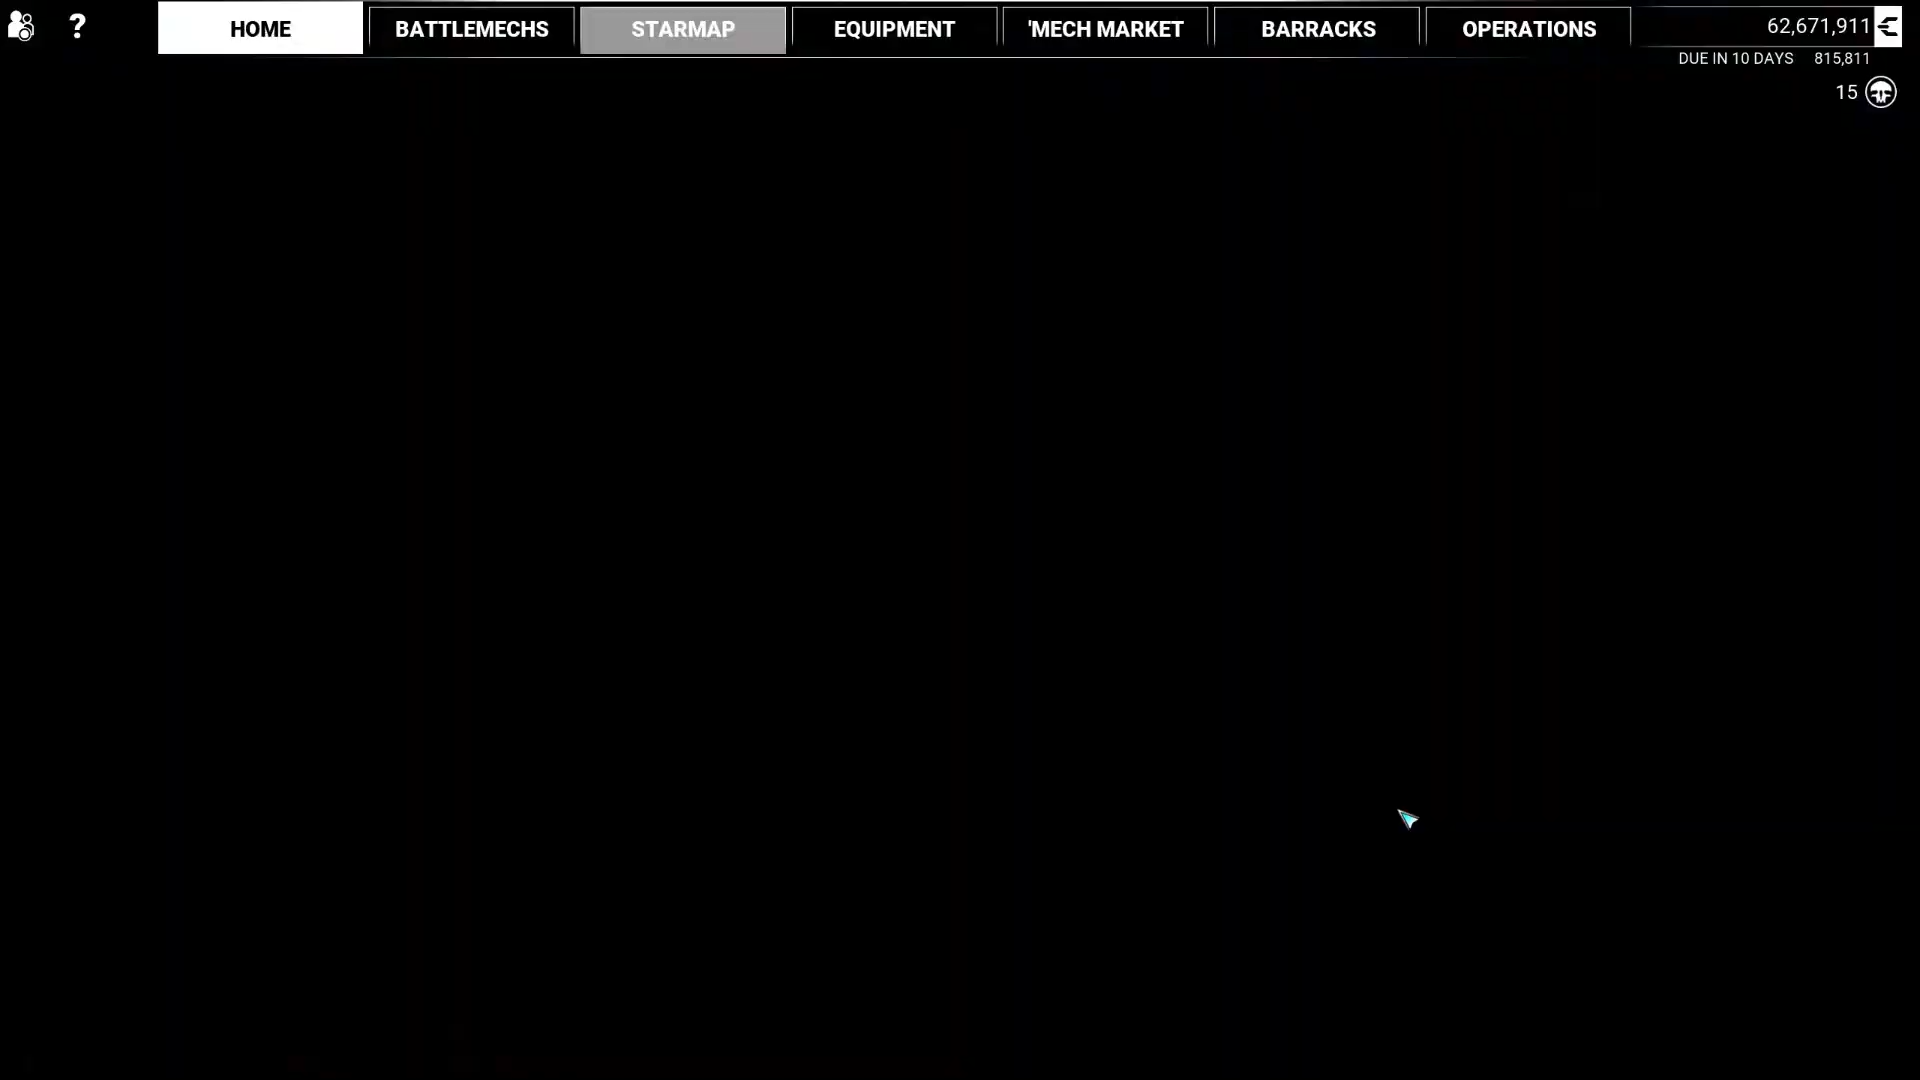 ?
HOME
BATTLEMECHS
STARMAP
EQUIPMENT
'MECH MARKET
BARRACKS
OPERATIONS
62,671,911
DUE IN 10 DAYS 815,811
15